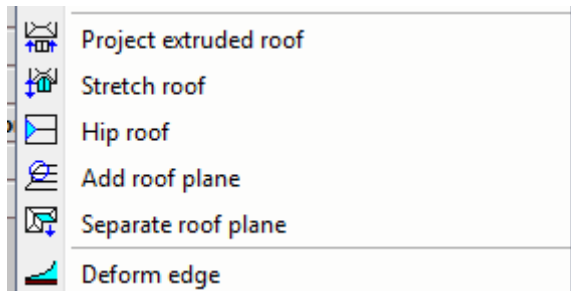 Project extruded roof
Stretch roof
Hip roof
Add roof plane
Separate roof plane
Deform edge